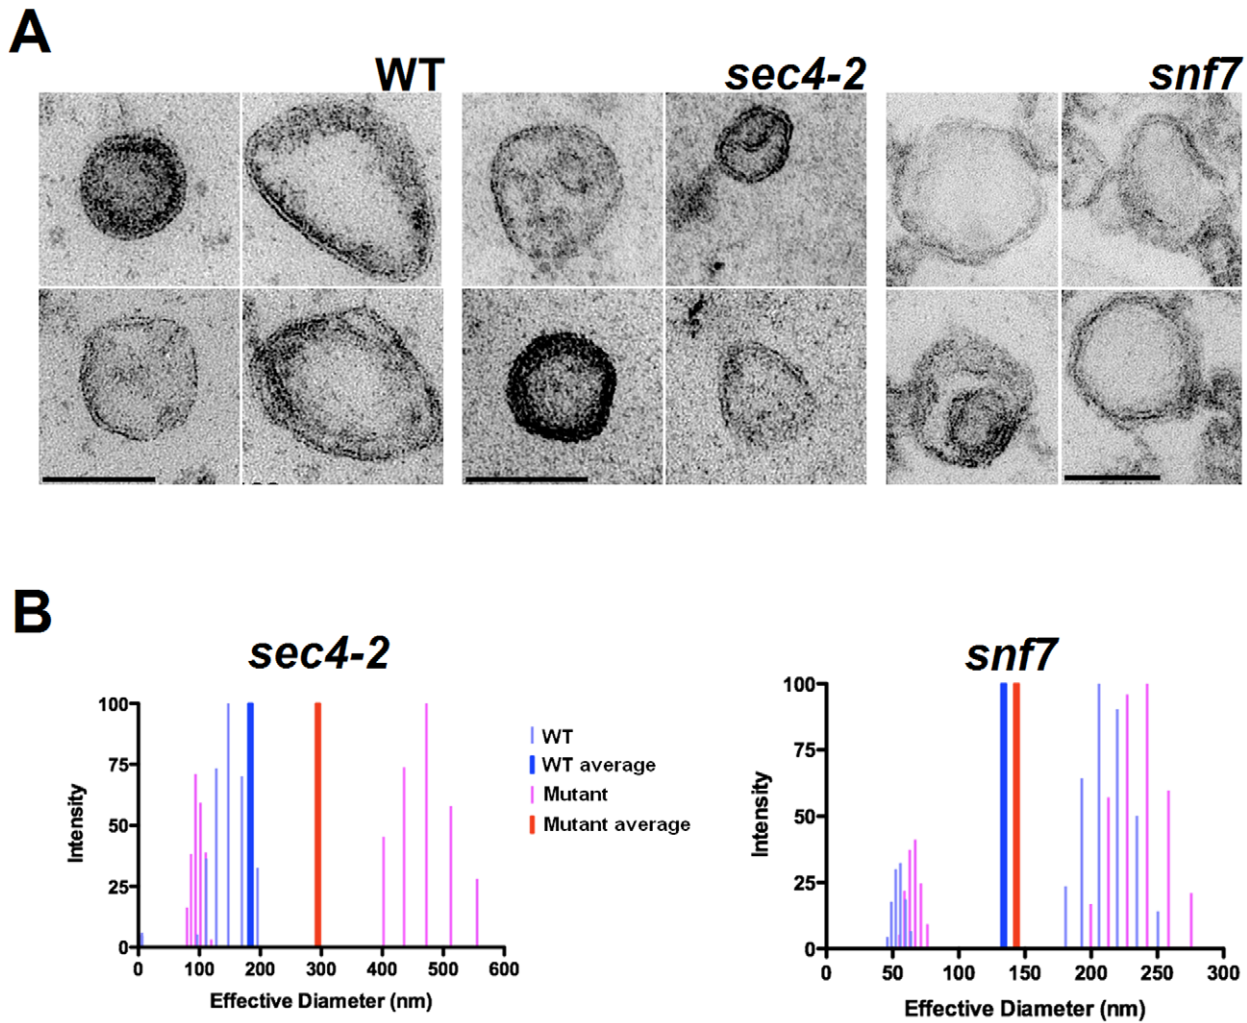 A
WT
sec4-2
snf7
B
sec4-2
100
75
50
25
0
0 100 200 300 400 500 600
Intensity
Effective Diameter (nm)
WT
WT average
Mutant
Mutant average
snf7
100
75
50
25
0
0 50 100 150 200 250 300
Intensity
Effective Diameter (nm)